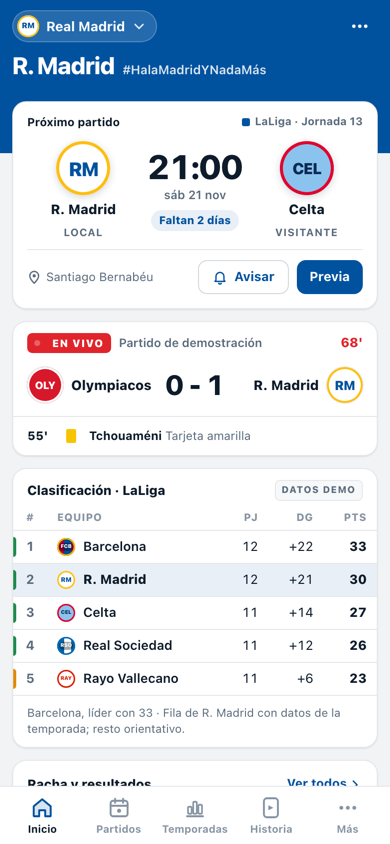 RM Real Madrid
R. Madrid #HalaMadridYNadaMás
Próximo partido LaLiga · Jornada 13
RM 21:00 CEL
sáb 21 nov
R. Madrid Faltan 2 días Celta
LOCAL VISITANTE
Santiago Bernabéu Avisar Previa
EN VIVO Partido de demostración 68'
OLY Olympiacos 0 - 1 R. Madrid RM
55' Tchouaméni Tarjeta amarilla
Clasificación · LaLiga DATOS DEMO
# EQUIPO PJ DG PTS
1 FCB Barcelona 12 +22 33
2 RM R. Madrid 12 +21 30
3 CEL Celta 11 +14 27
4 RSO Real Sociedad 11 +12 26
5 RAY Rayo Vallecano 11 +6 23
Barcelona, líder con 33 · Fila de R. Madrid con datos de la
temporada; resto orientativo.
Racha y resultados Ver todos
Inicio Partidos Temporadas Historia Más